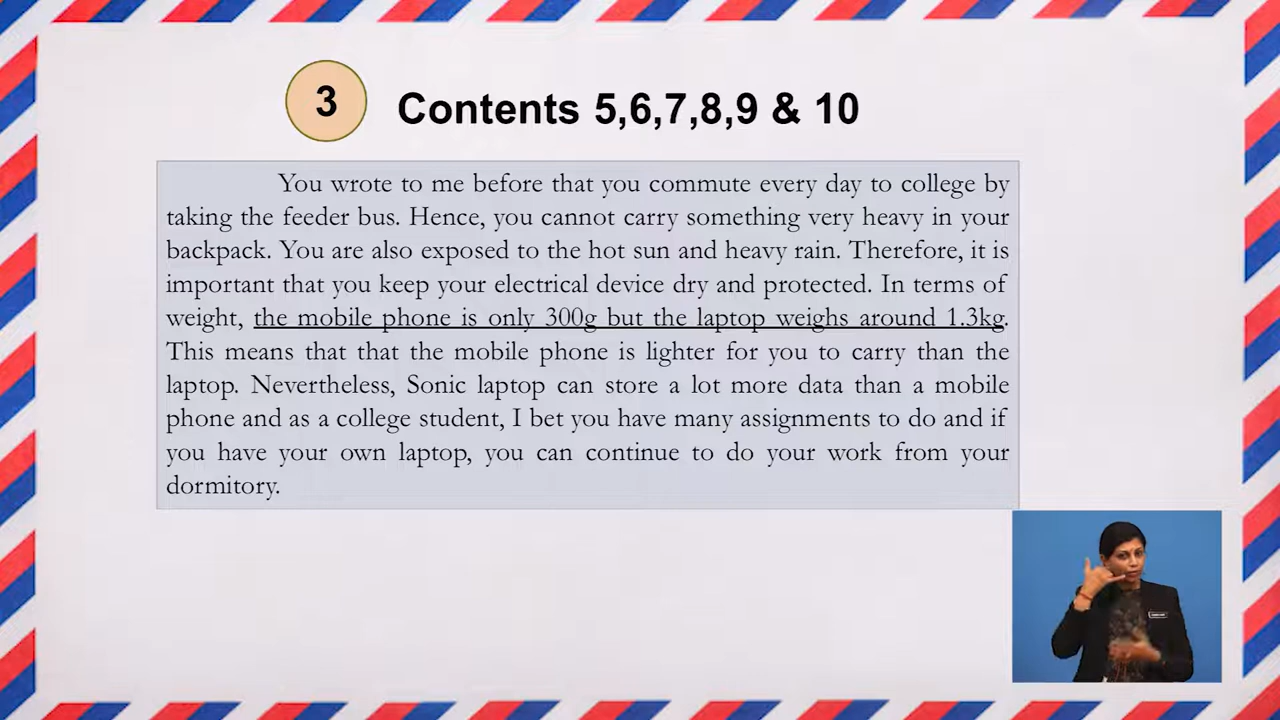 3
Contents 5,6,7,8,9 & 10
You wrote to me before that you commute every day to college by
taking the feeder bus. Hence, you cannot carry something very heavy in your
backpack. You are also exposed to the hot sun and heavy rain. Therefore, it is
important that you keep your electrical device dry and protected. In terms of
weight, the mobile phone is only 300g but the laptop weighs around 1.3kg.
This means that that the mobile phone is lighter for you to carry than the
laptop. Nevertheless, Sonic laptop can store a lot more data than a mobile
phone and as a college student, I bet you have many assignments to do and if
you have your own laptop, you can continue to do your work from your
dormitory.